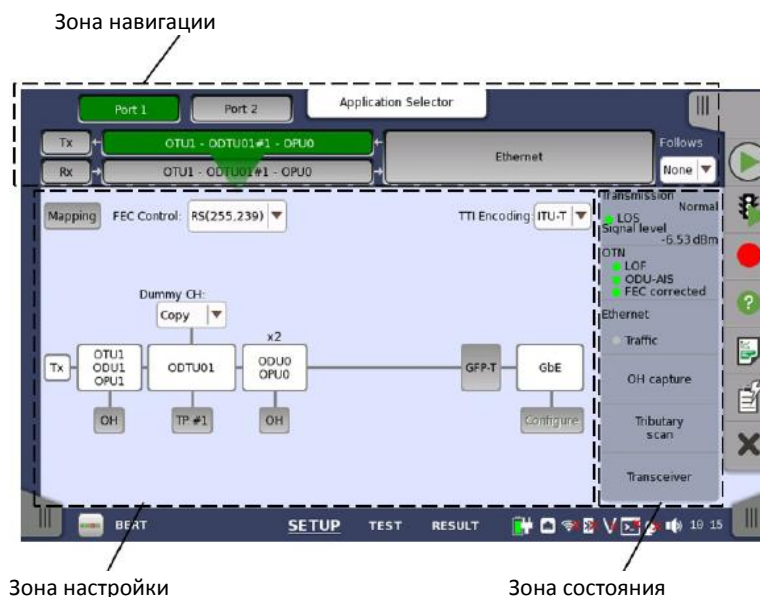 Зона навигации
Port 1
Port 2
Application Selector
Tx
OTU1 - ODTU01#1 - OPU0
Ethernet
Follows
Rx
OTU1 - ODTU01#1 - OPU0
None
Mapping
FEC Control:
RS(255,239)
TTI Encoding:
ITU-T
Transmission
Normal
LOS
Signal level
-6.53 dBm
OTN
LOF
ODU-AIS
FEC corrected
Ethernet
Traffic
OH capture
Tributary
scan
Transceiver
Dummy CH:
Copy
x2
Tx
OTU1
ODU1
OPU1
ODTU01
ODU0
OPU0
GFP-T
GbE
OH
TP #1
OH
Configure
BERT
SETUP
TEST
RESULT
10 15
Зона настройки
Зона состояния